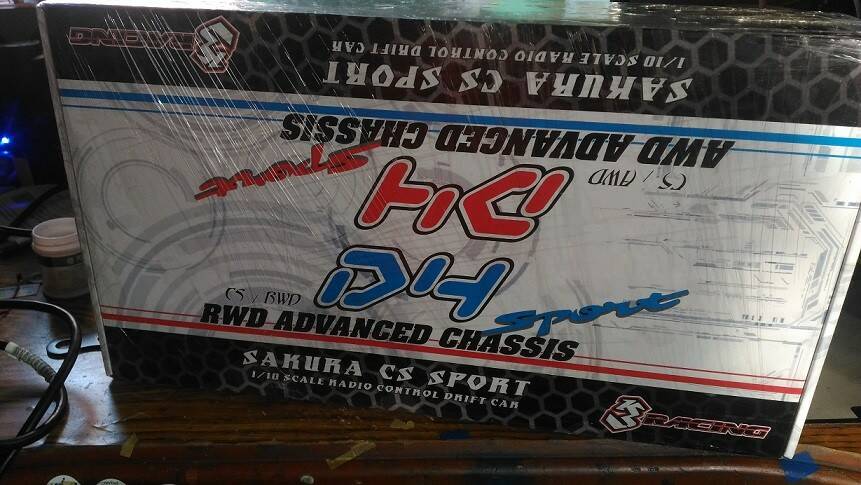 RACING
1/10 SCALE RADIO CONTROL DRIFT CAR
SAKURA CS SPORT
AWD ADVANCED CHASSIS
Sport
CS / AWD
D4
D4
CS / RWD
Sport
RWD ADVANCED CHASSIS
SAKURA CS SPORT
1/10 SCALE RADIO CONTROL DRIFT CAR
3RACING